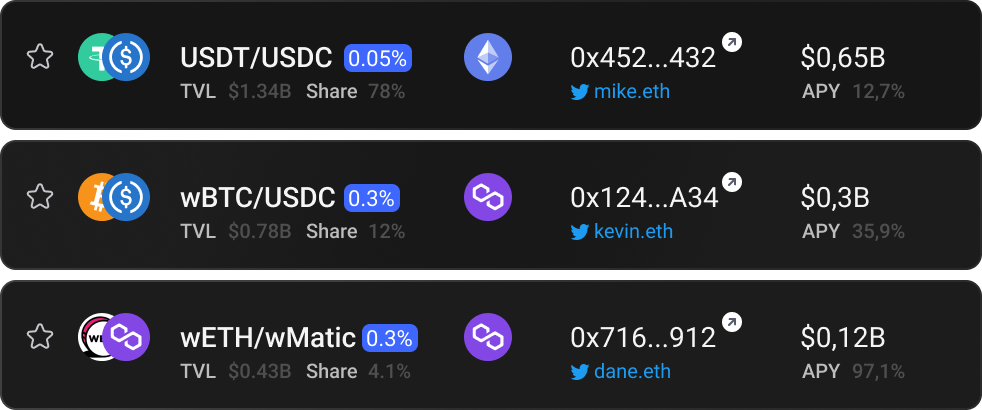 USDT/USDC 0.05% 0x452...432 $0,65B
TVL $1.34B Share 78% mike.eth APY 12,7%
wBTC/USDC 0.3% 0x124...A34 $0,3B
TVL $0.78B Share 12% kevin.eth APY 35,9%
wETH/wMatic 0.3% 0x716...912 $0,12B
TVL $0.43B Share 4.1% dane.eth APY 97,1%